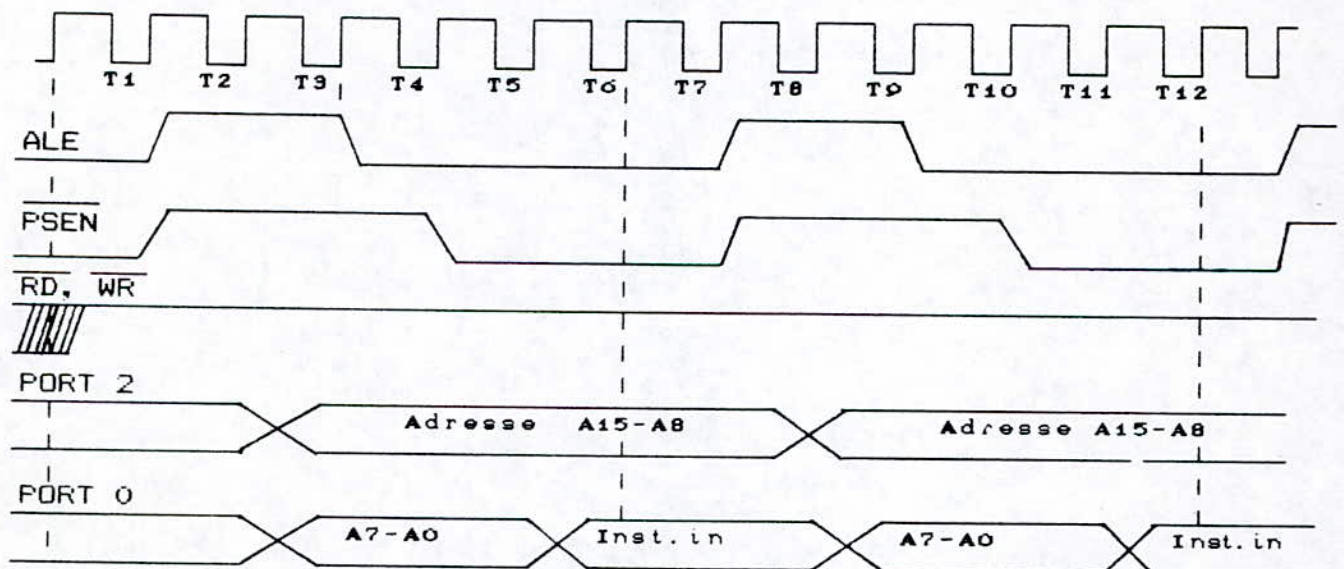 T1 T2 T3 T4 T5 T6 T7 T8 T9 T10 T11 T12
ALE
PSEN
RD, WR
PORT 2
Adresse A15-A8 Adresse A15-A8
PORT 0
A7-A0 Inst.in A7-A0 Inst.in